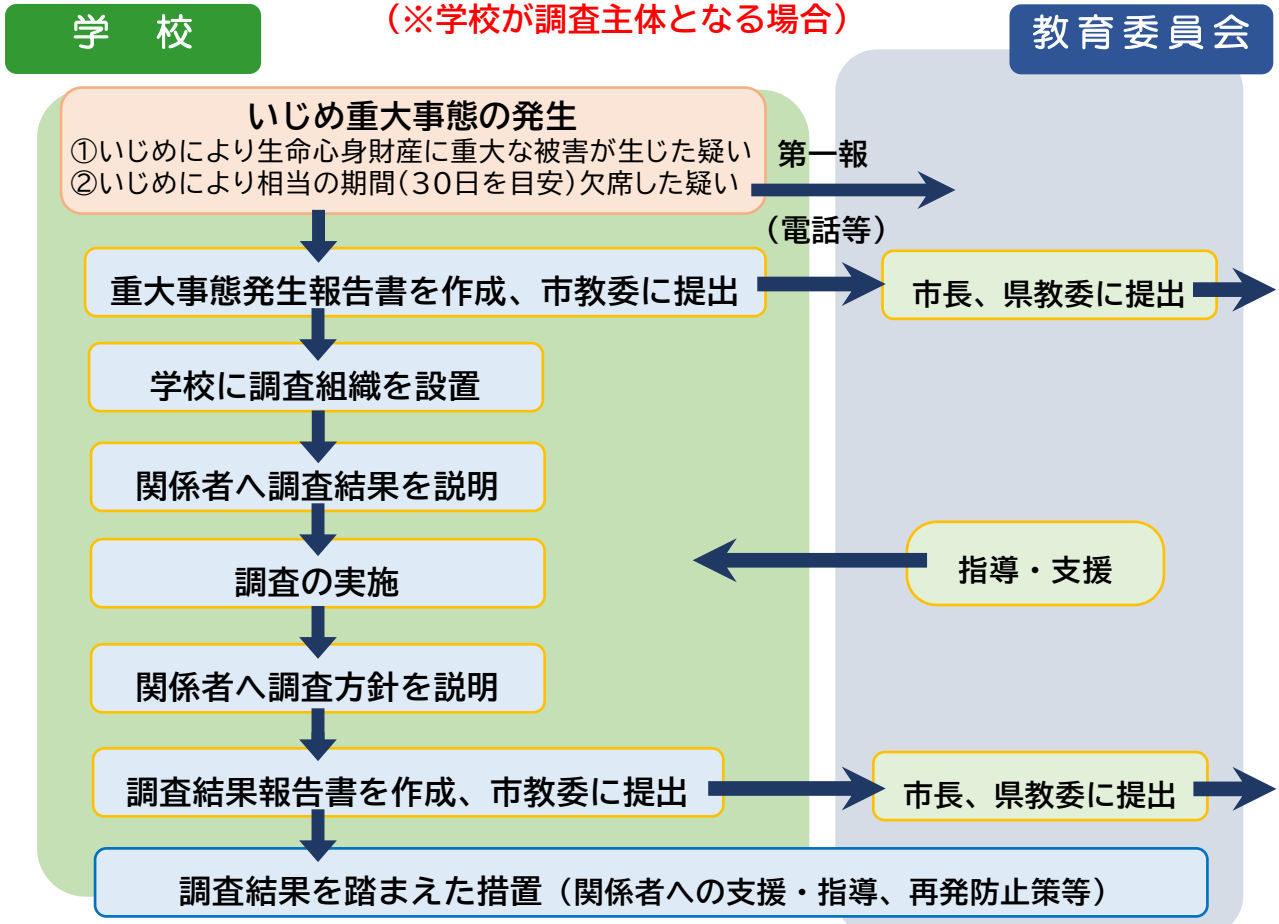 学　校
（※学校が調査主体となる場合）
教育委員会
いじめ重大事態の発生
①いじめにより生命心身財産に重大な被害が生じた疑い
②いじめにより相当の期間（30日を目安）欠席した疑い
第一報
（電話等）
重大事態発生報告書を作成、市教委に提出
市長、県教委に提出
学校に調査組織を設置
関係者へ調査結果を説明
調査の実施
指導・支援
関係者へ調査方針を説明
調査結果報告書を作成、市教委に提出
市長、県教委に提出
調査結果を踏まえた措置（関係者への支援・指導、再発防止策等）